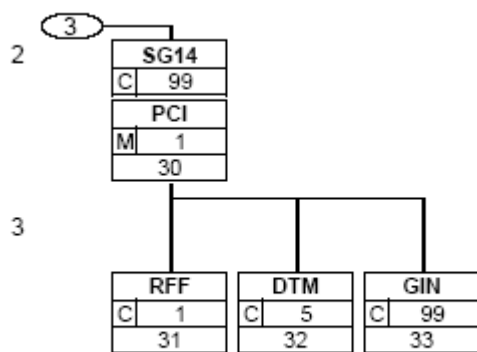 3
2
SG14
C 99
PCI
M 1
30
3
RFF DTM GIN
C 1 C 5 C 99
31 32 33